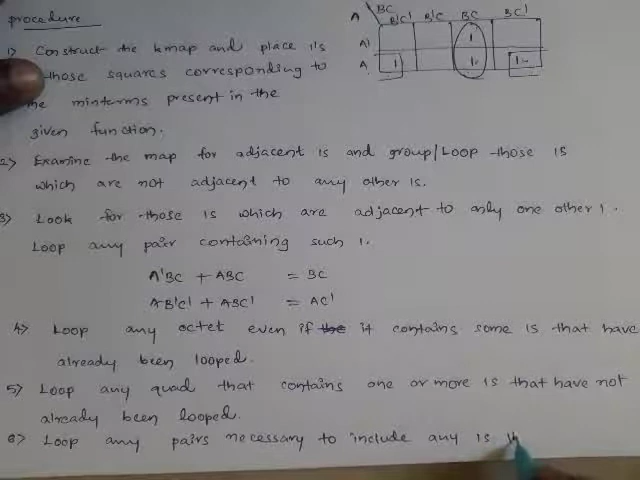 procedure
A BC B'C' B'C BC BC'
A' 1
A 1 1 1
1) Construct the kmap and place 1's
those squares corresponding to
me minterms present in the
given function.
2) Examine the map for adjacent 1s and group/Loop those 1s
which are not adjacent to any other 1s.
3) Look for those 1s which are adjacent to only one other 1.
Loop any pair containing such 1.
A'BC + ABC = BC
AB'C' + ABC' = AC'
4) Loop any octet even if it contains some 1s that have
already been looped.
5) Loop any quad that contains one or more 1s that have not
already been looped.
6) Loop any pairs necessary to include any 1s